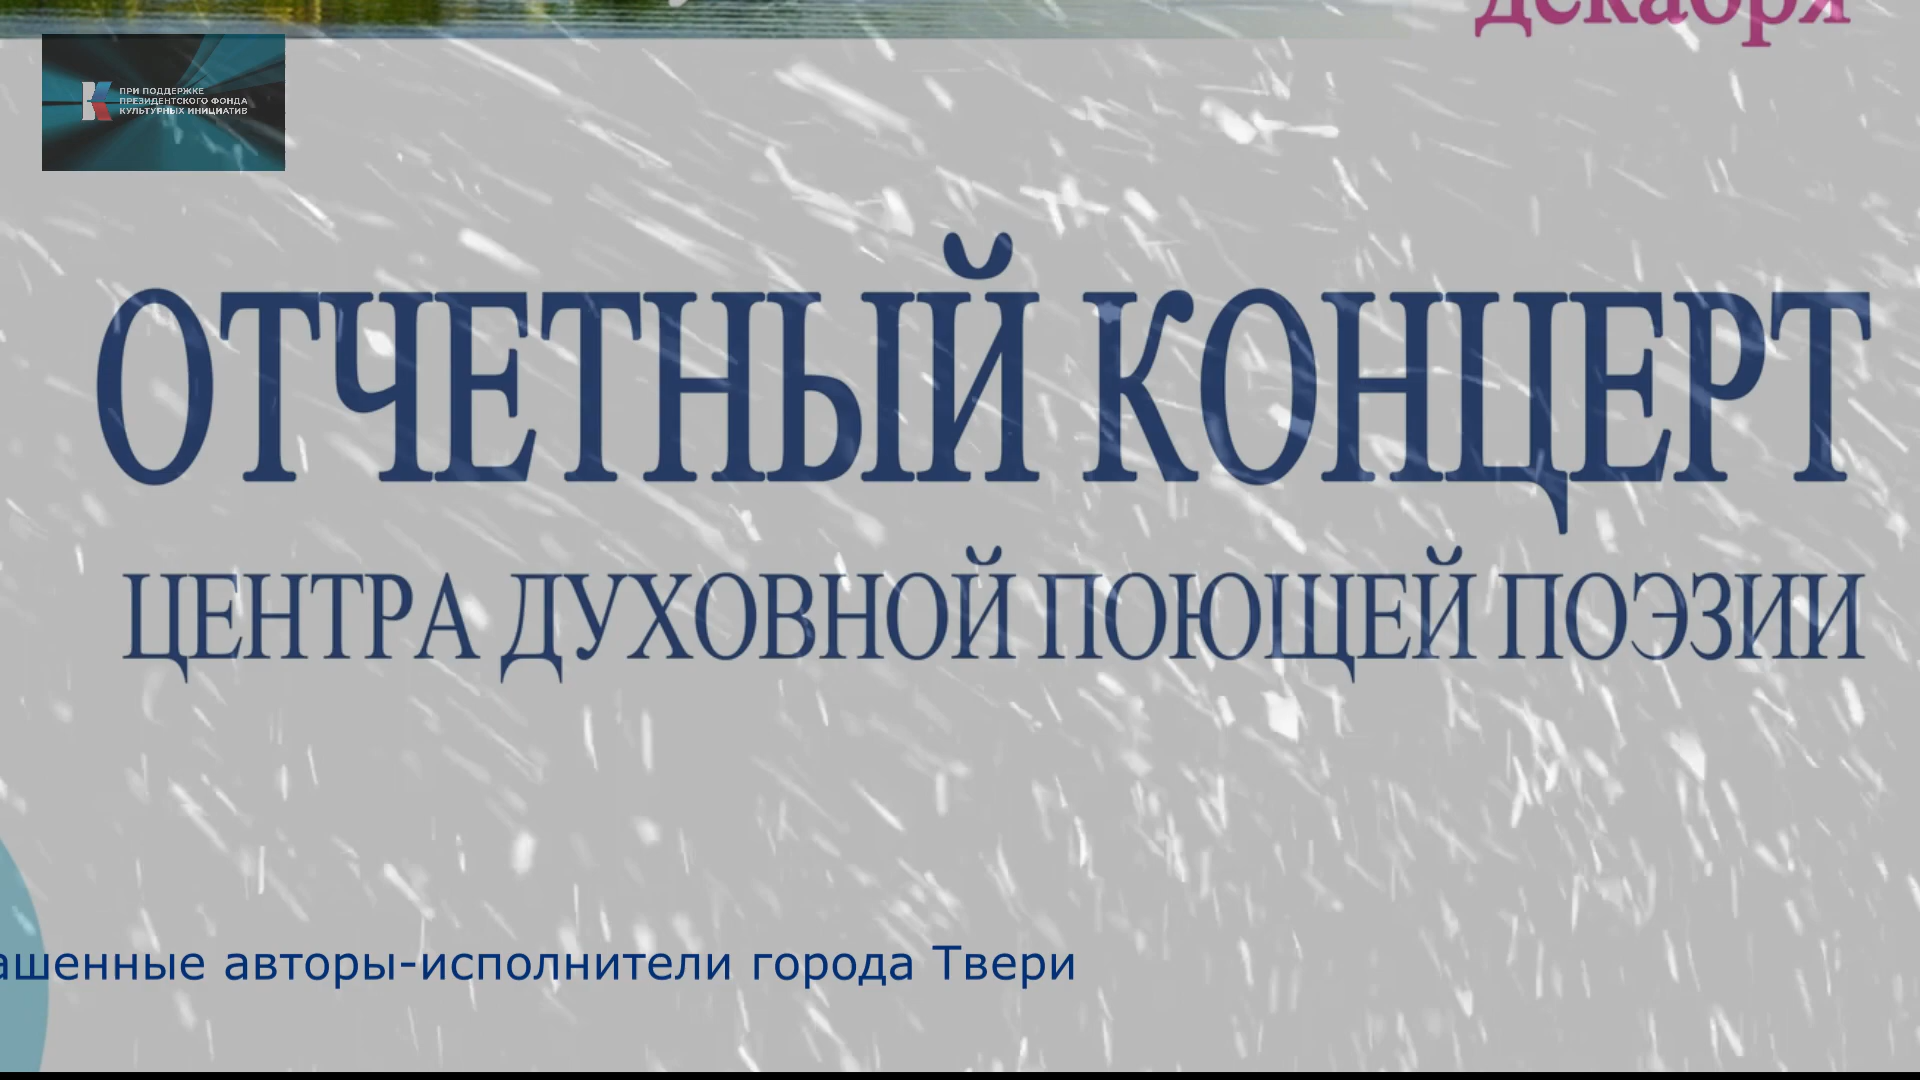 декабря
ПРИ ПОДДЕРЖКЕ
ПРЕЗИДЕНТСКОГО ФОНДА
КУЛЬТУРНЫХ ИНИЦИАТИВ
ОТЧЕТНЫЙ КОНЦЕРТ
ЦЕНТРА ДУХОВНОЙ ПОЮЩЕЙ ПОЭЗИИ
ашенные авторы-исполнители города Твери